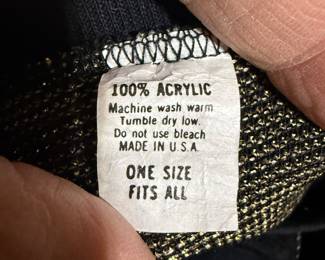 100% ACRYLIC
Machine wash warm
Tumble dry low.
Do not use bleach
MADE IN U.S.A.
ONE SIZE
FITS ALL